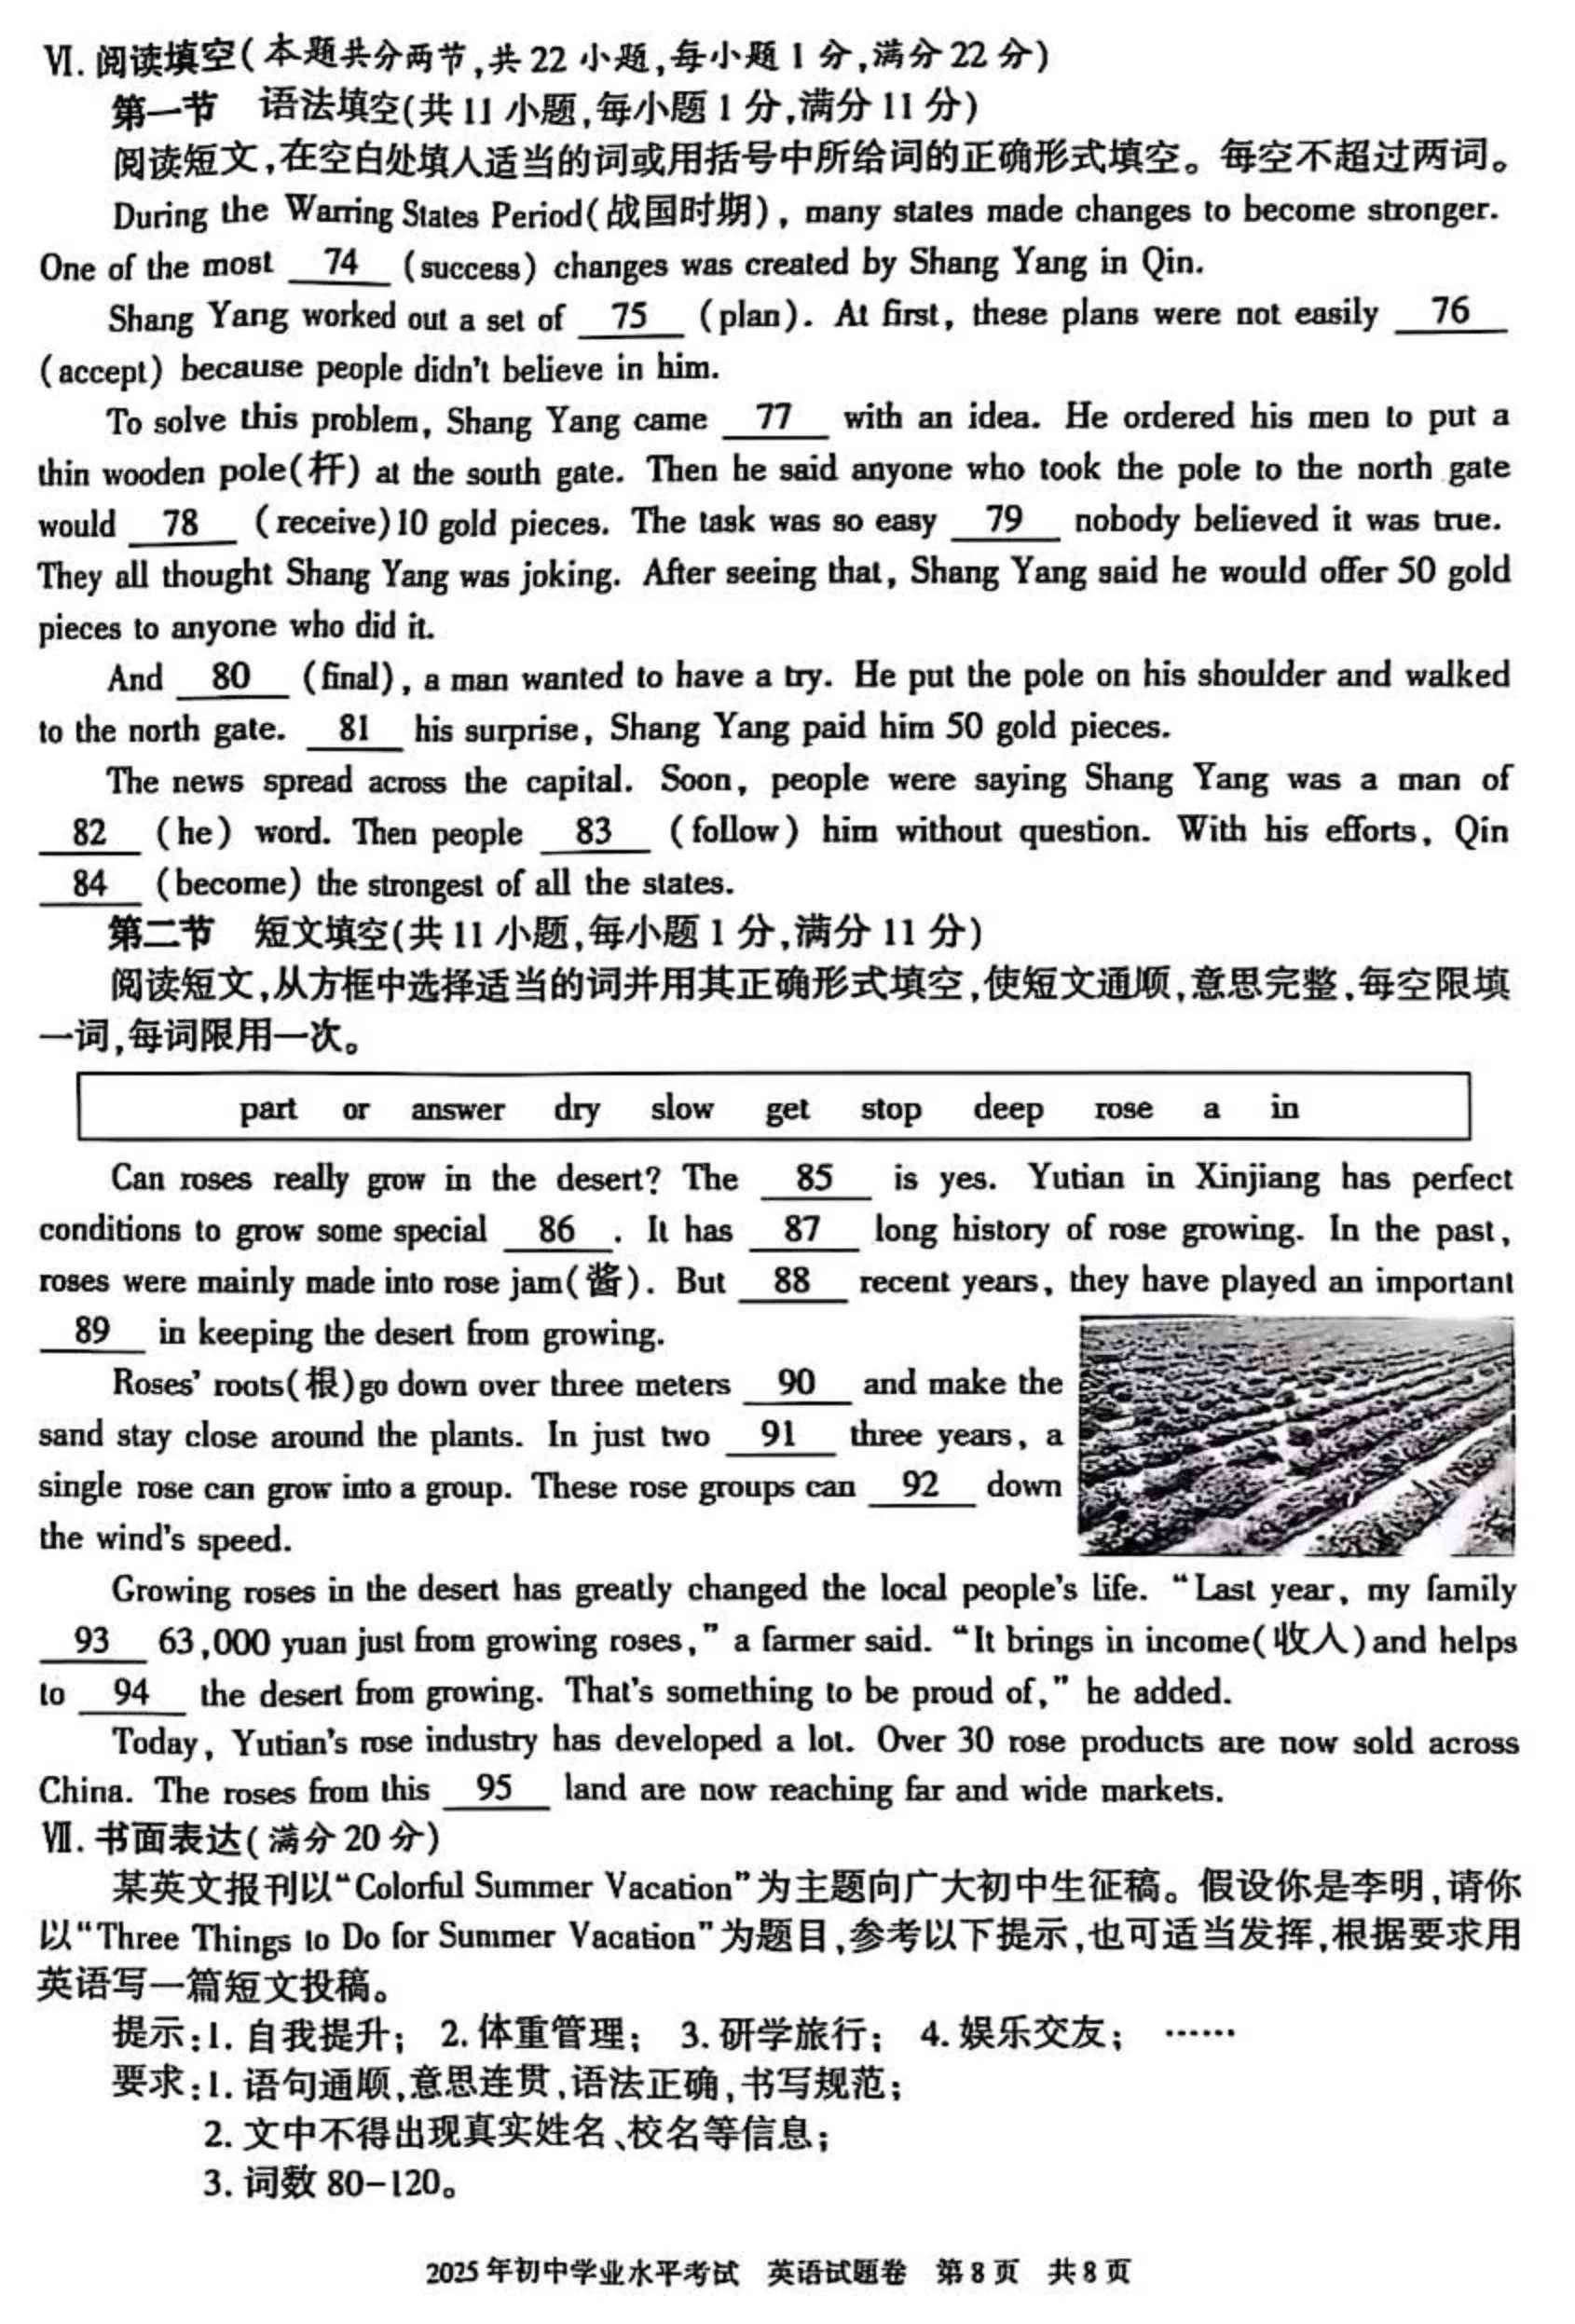 Ⅵ. 阅读填空(本题共分两节,共22小题,每小题1分,满分22分)
第一节 语法填空(共11小题,每小题1分,满分11分)
阅读短文,在空白处填入适当的词或用括号中所给词的正确形式填空。每空不超过两词。
During the Warring States Period(战国时期), many states made changes to become stronger.
One of the most 74 (success) changes was created by Shang Yang in Qin.
Shang Yang worked out a set of 75 (plan). At first, these plans were not easily 76
(accept) because people didn't believe in him.
To solve this problem, Shang Yang came 77 with an idea. He ordered his men to put a
thin wooden pole(杆) at the south gate. Then he said anyone who took the pole to the north gate
would 78 (receive)10 gold pieces. The task was so easy 79 nobody believed it was true.
They all thought Shang Yang was joking. After seeing that, Shang Yang said he would offer 50 gold
pieces to anyone who did it.
And 80 (final), a man wanted to have a try. He put the pole on his shoulder and walked
to the north gate. 81 his surprise, Shang Yang paid him 50 gold pieces.
The news spread across the capital. Soon, people were saying Shang Yang was a man of
82 (he) word. Then people 83 (follow) him without question. With his efforts, Qin
84 (become) the strongest of all the states.
第二节 短文填空(共11小题,每小题1分,满分11分)
阅读短文,从方框中选择适当的词并用其正确形式填空,使短文通顺,意思完整,每空限填
一词,每词限用一次。
part or answer dry slow get stop deep rose a in
Can roses really grow in the desert? The 85 is yes. Yutian in Xinjiang has perfect
conditions to grow some special 86 . It has 87 long history of rose growing. In the past,
roses were mainly made into rose jam(酱). But 88 recent years, they have played an important
89 in keeping the desert from growing.
Roses' roots(根)go down over three meters 90 and make the
sand stay close around the plants. In just two 91 three years, a
single rose can grow into a group. These rose groups can 92 down
the wind's speed.
Growing roses in the desert has greatly changed the local people's life. “Last year, my family
93 63,000 yuan just from growing roses,” a farmer said. “It brings in income(收入)and helps
to 94 the desert from growing. That's something to be proud of,” he added.
Today, Yutian's rose industry has developed a lot. Over 30 rose products are now sold across
China. The roses from this 95 land are now reaching far and wide markets.
Ⅶ. 书面表达(满分20分)
某英文报刊以“Colorful Summer Vacation”为主题向广大初中生征稿。假设你是李明,请你
以“Three Things to Do for Summer Vacation”为题目,参考以下提示,也可适当发挥,根据要求用
英语写一篇短文投稿。
提示:1. 自我提升; 2. 体重管理; 3. 研学旅行; 4. 娱乐交友; ……
要求:1. 语句通顺,意思连贯,语法正确,书写规范;
2. 文中不得出现真实姓名、校名等信息;
3. 词数 80-120。
2025年初中学业水平考试 英语试题卷 第8页 共8页